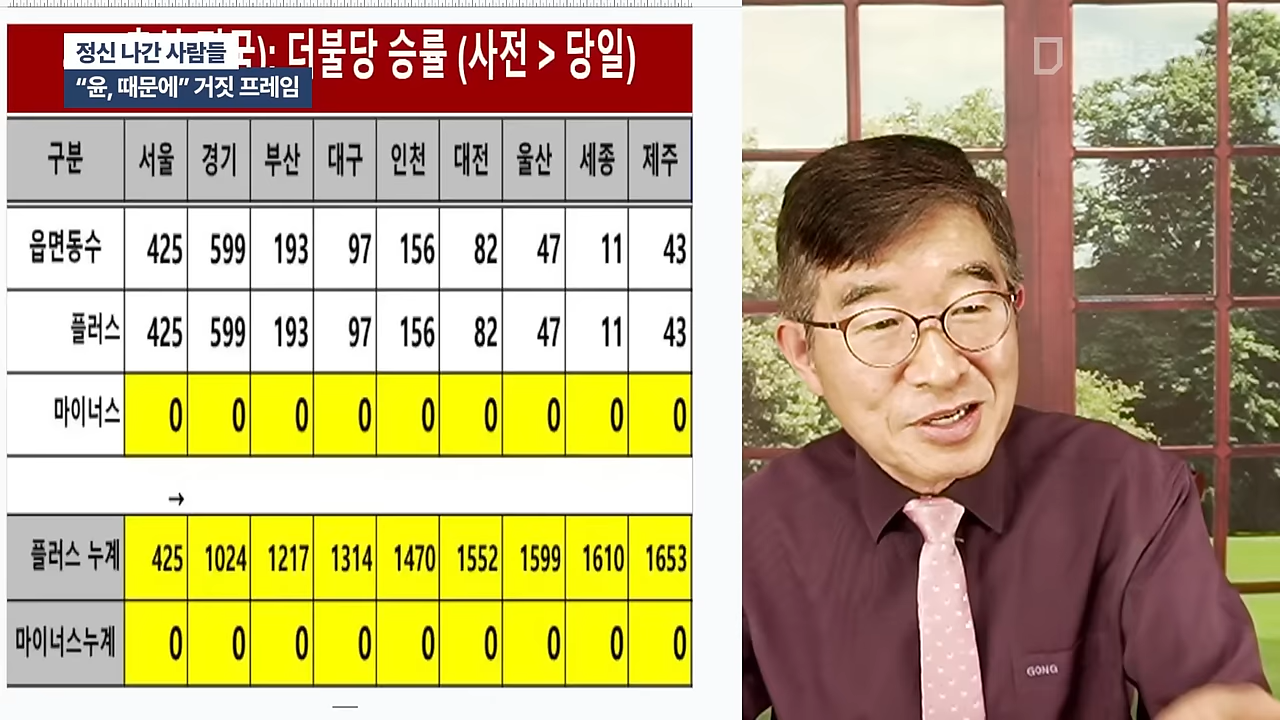 정신 나간 사람들
“윤, 때문에” 거짓 프레임
더불당 승률 (사전 > 당일)
구분 서울 경기 부산 대구 인천 대전 울산 세종 제주
읍면동수 425 599 193 97 156 82 47 11 43
플러스 425 599 193 97 156 82 47 11 43
마이너스 0 0 0 0 0 0 0 0 0
→
플러스 누계 425 1024 1217 1314 1470 1552 1599 1610 1653
마이너스누계 0 0 0 0 0 0 0 0 0
GONG